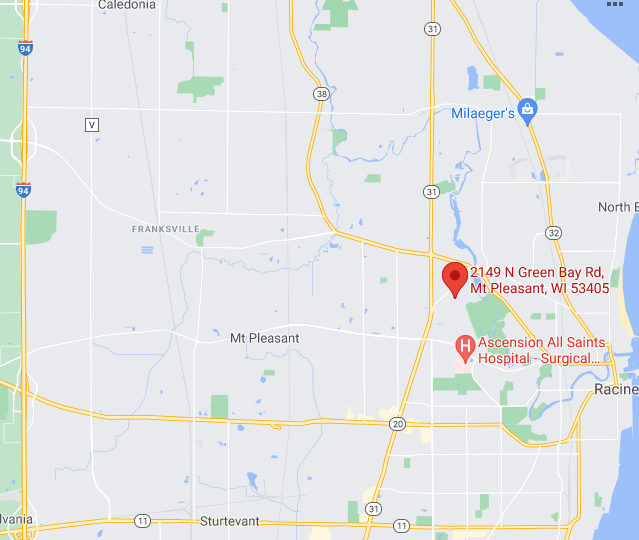 Caledonia
94
31
38
Milaeger's
V
94
31
North B
FRANKSVILLE
32
2149 N Green Bay Rd,
Mt Pleasant, WI 53405
Mt Pleasant
H
Ascension All Saints
Hospital - Surgical...
Racine
20
31
lvania
11
Sturtevant
11